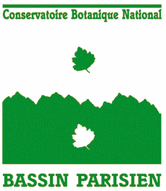 Conservatoire Botanique National
BASSIN PARISIEN